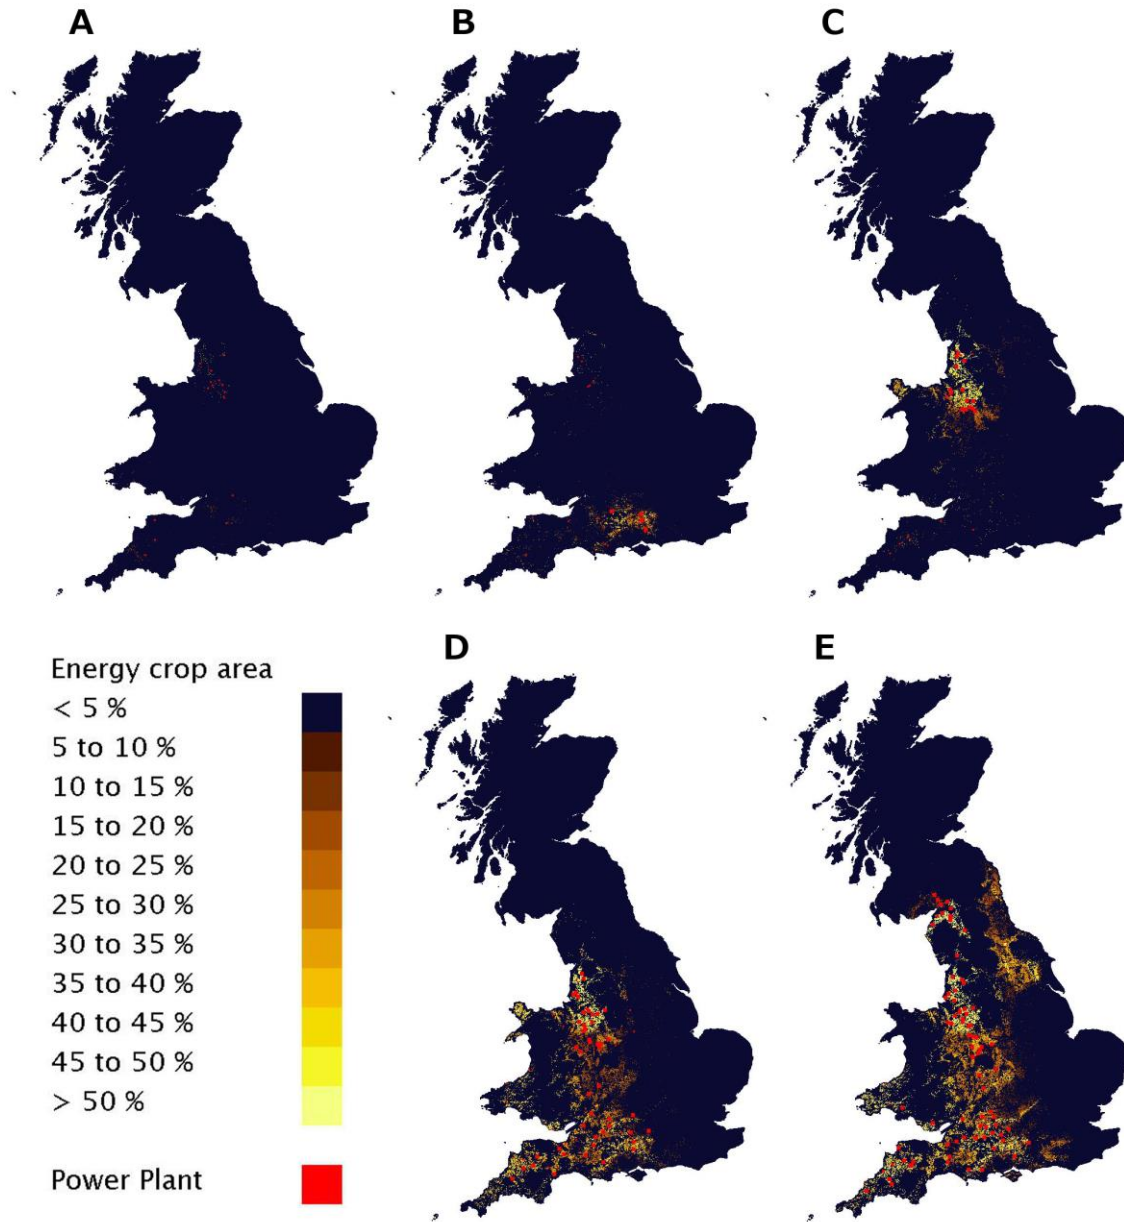 A
B
C
D
E
Energy crop area
< 5 %
5 to 10 %
10 to 15 %
15 to 20 %
20 to 25 %
25 to 30 %
30 to 35 %
35 to 40 %
40 to 45 %
45 to 50 %
> 50 %
Power Plant